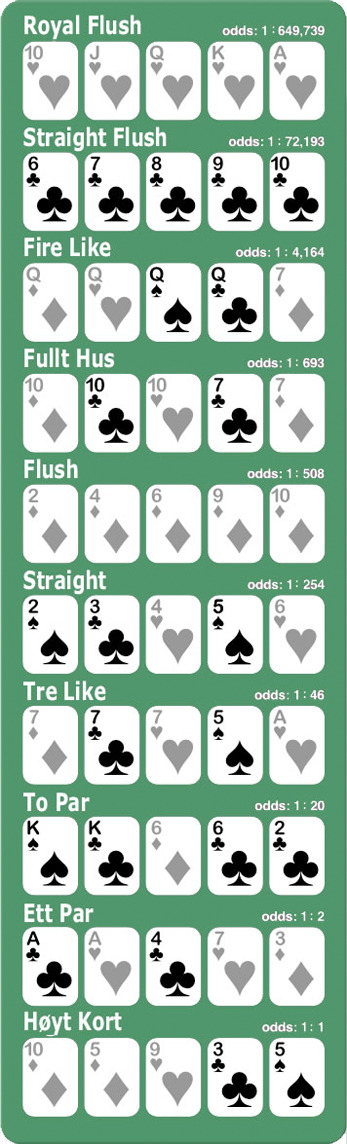 Royal Flush odds: 1:649,739
10 J Q K A
Straight Flush odds: 1:72,193
6 7 8 9 10
Fire Like odds: 1:4,164
Q Q Q Q 7
Fullt Hus odds: 1:693
10 10 10 7 7
Flush odds: 1:508
2 4 6 9 10
Straight odds: 1:254
2 3 4 5 6
Tre Like odds: 1:46
7 7 7 5 A
To Par odds: 1:20
K K 6 6 2
Ett Par odds: 1:2
A A 4 7 3
Høyt Kort odds: 1:1
10 5 9 3 5